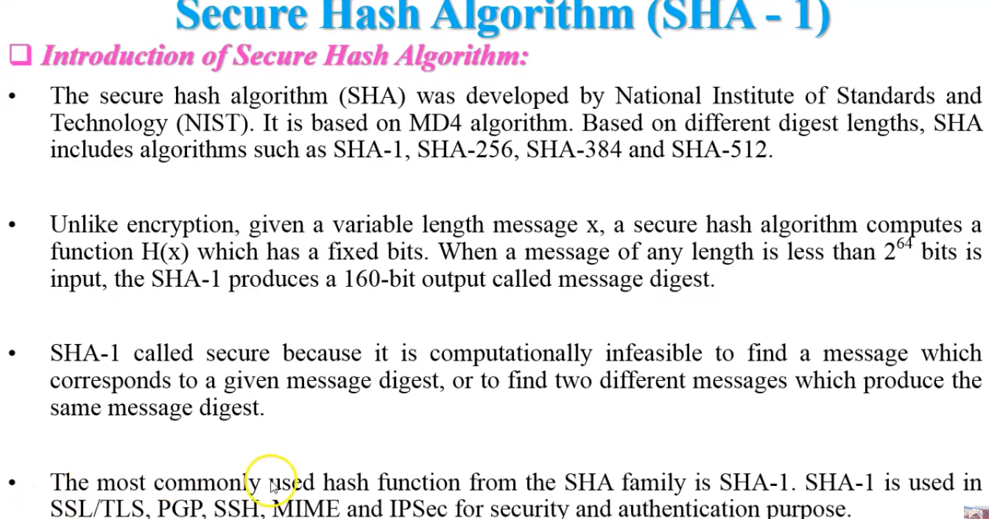 Secure Hash Algorithm (SHA - 1)
❑ Introduction of Secure Hash Algorithm:
• The secure hash algorithm (SHA) was developed by National Institute of Standards and
Technology (NIST). It is based on MD4 algorithm. Based on different digest lengths, SHA
includes algorithms such as SHA-1, SHA-256, SHA-384 and SHA-512.
• Unlike encryption, given a variable length message x, a secure hash algorithm computes a
function H(x) which has a fixed bits. When a message of any length is less than 2⁶⁴ bits is
input, the SHA-1 produces a 160-bit output called message digest.
• SHA-1 called secure because it is computationally infeasible to find a message which
corresponds to a given message digest, or to find two different messages which produce the
same message digest.
• The most commonly used hash function from the SHA family is SHA-1. SHA-1 is used in
SSL/TLS, PGP, SSH, MIME and IPSec for security and authentication purpose.